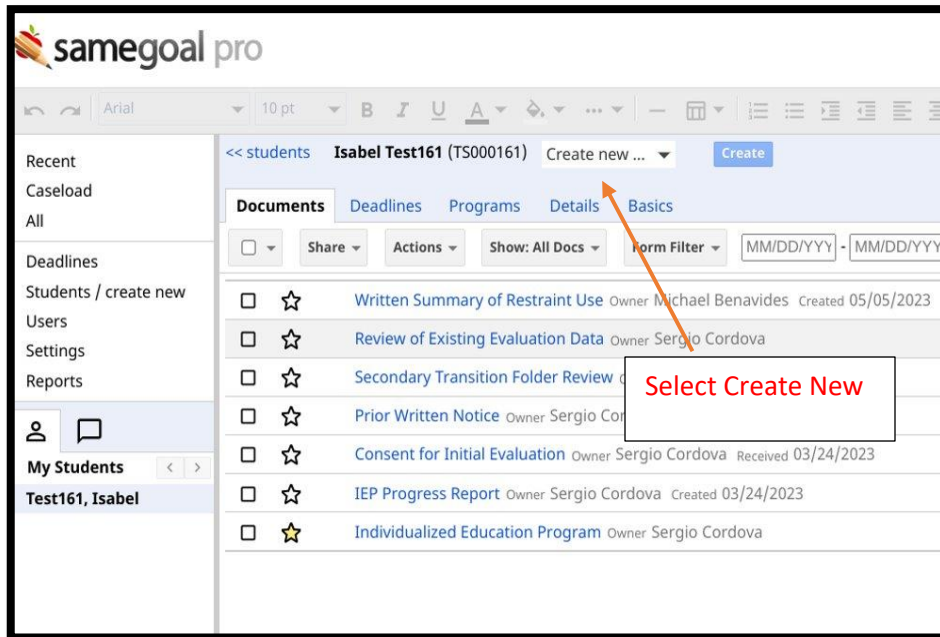 samegoal pro
Arial 10 pt B I U A
Recent
Caseload
All
Deadlines
Students / create new
Users
Settings
Reports
My Students < >
Test161, Isabel
<< students Isabel Test161 (TS000161) Create new ... Create
Documents Deadlines Programs Details Basics
Share Actions Show: All Docs Form Filter MM/DD/YYY - MM/DD/YYY
Written Summary of Restraint Use Owner Michael Benavides Created 05/05/2023
Review of Existing Evaluation Data Owner Sergio Cordova
Secondary Transition Folder Review
Prior Written Notice Owner Sergio Cor
Consent for Initial Evaluation Owner Sergio Cordova Received 03/24/2023
IEP Progress Report Owner Sergio Cordova Created 03/24/2023
Individualized Education Program Owner Sergio Cordova
Select Create New